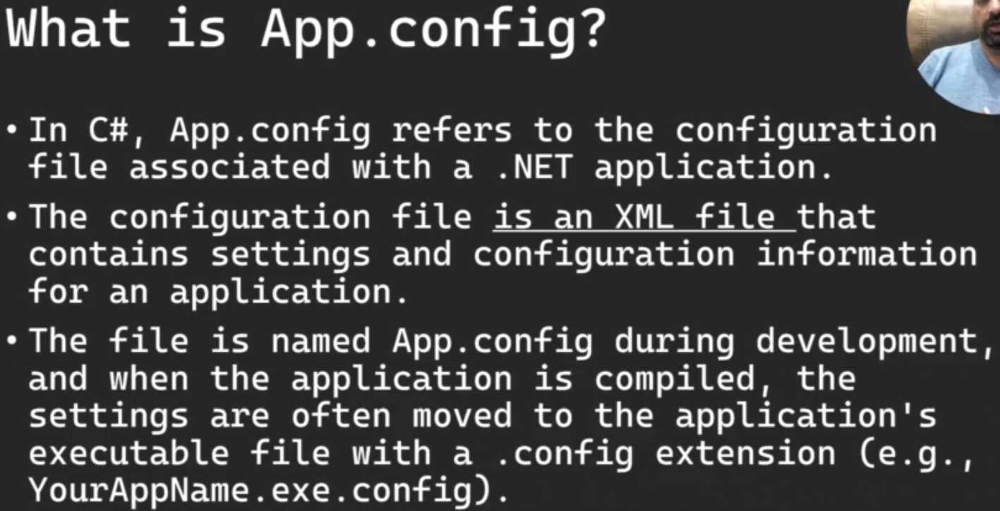 What is App.config?
• In C#, App.config refers to the configuration
file associated with a .NET application.
• The configuration file is an XML file that
contains settings and configuration information
for an application.
• The file is named App.config during development,
and when the application is compiled, the
settings are often moved to the application's
executable file with a .config extension (e.g.,
YourAppName.exe.config).